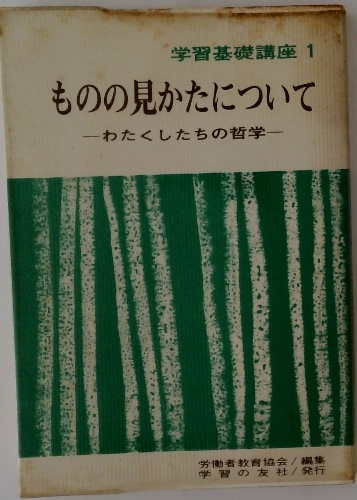 学習基礎講座 1
ものの見かたについて
—わたくしたちの哲学—
労働者教育協会/編集
学習の友社/発行